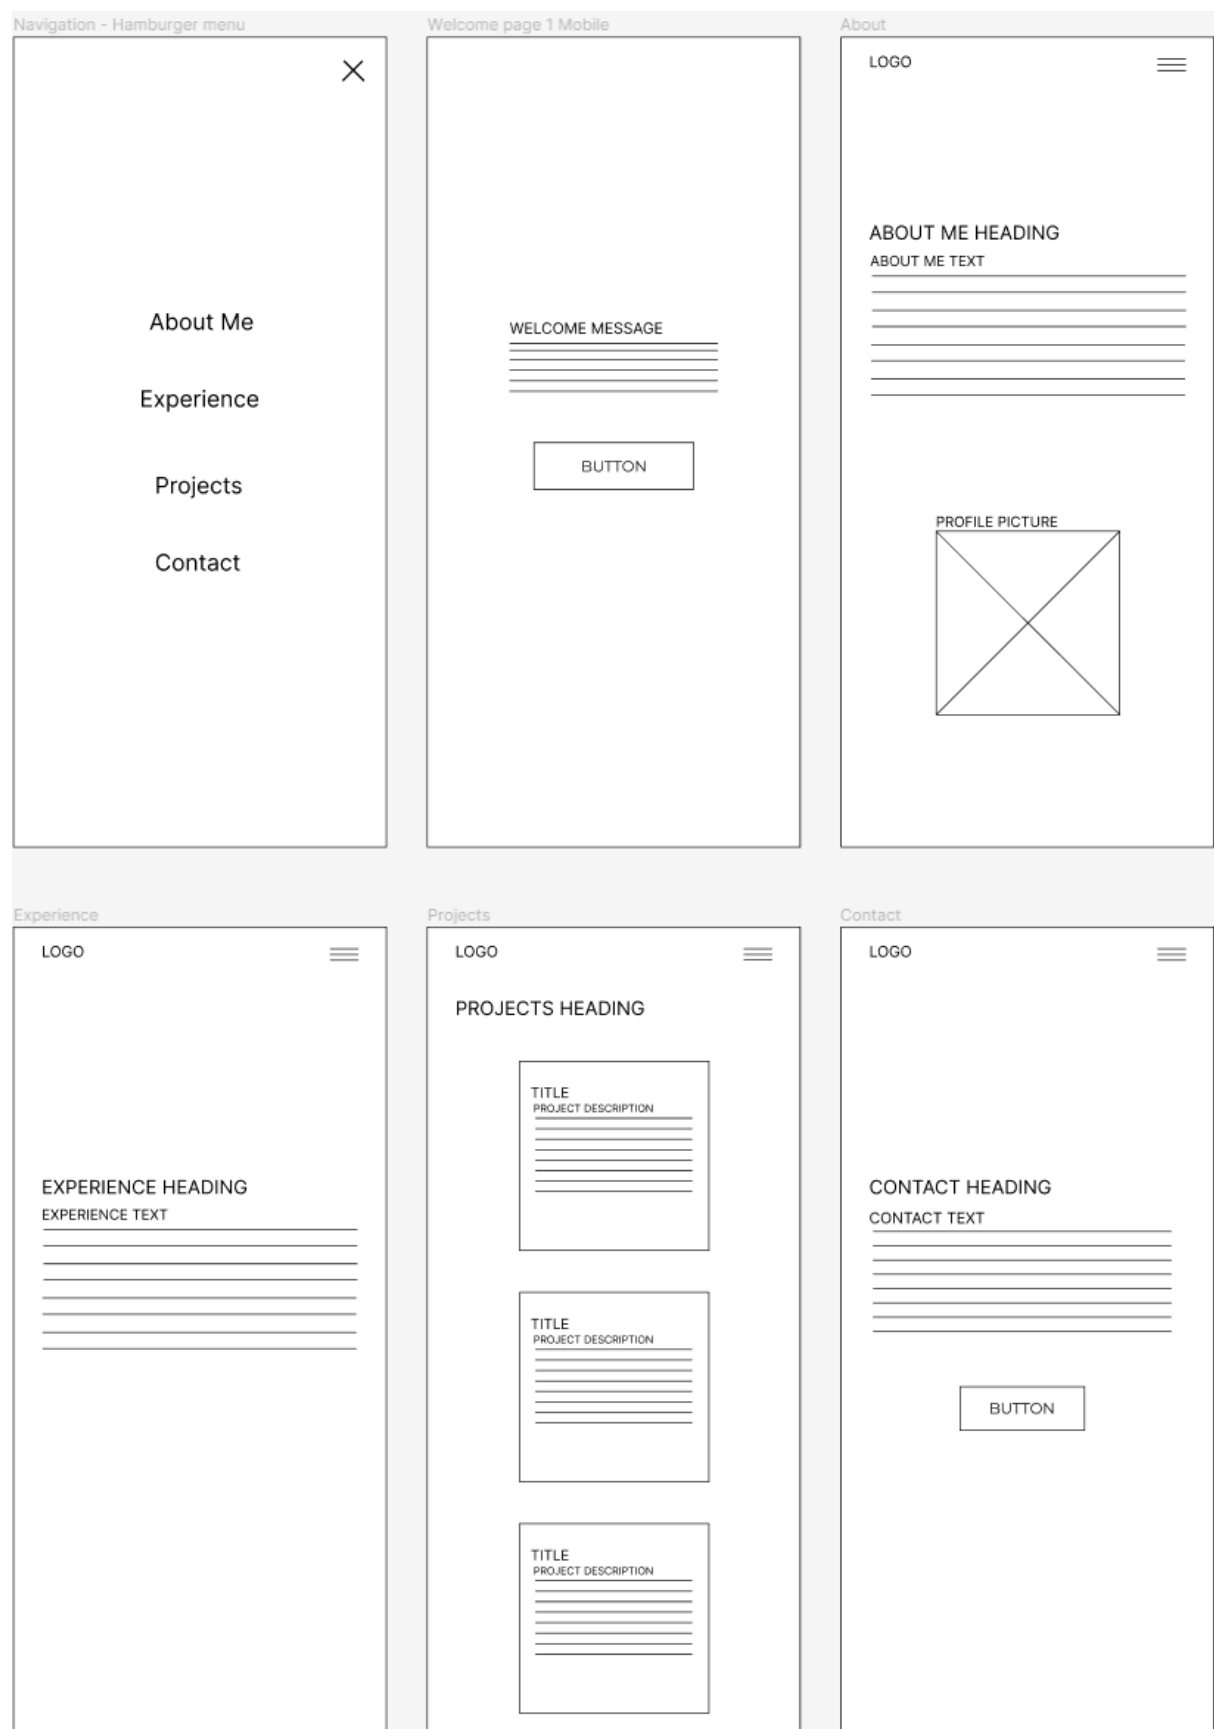 Navigation - Hamburger menu
About Me
Experience
Projects
Contact
Welcome page 1 Mobile
WELCOME MESSAGE
BUTTON
About
LOGO
ABOUT ME HEADING
ABOUT ME TEXT
PROFILE PICTURE
Experience
LOGO
EXPERIENCE HEADING
EXPERIENCE TEXT
Projects
LOGO
PROJECTS HEADING
TITLE
PROJECT DESCRIPTION
TITLE
PROJECT DESCRIPTION
TITLE
PROJECT DESCRIPTION
Contact
LOGO
CONTACT HEADING
CONTACT TEXT
BUTTON